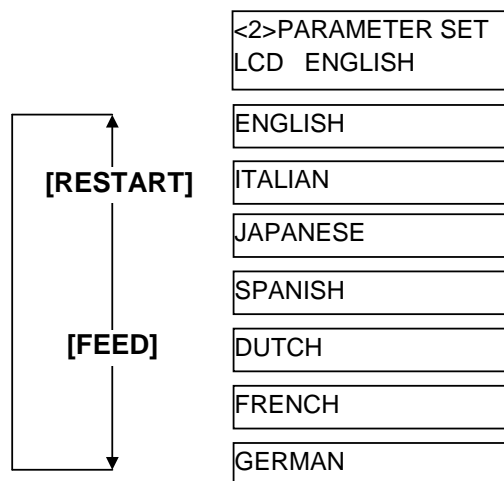 <2>PARAMETER SET
LCD ENGLISH
ENGLISH
[RESTART]
ITALIAN
JAPANESE
SPANISH
[FEED]
DUTCH
FRENCH
GERMAN